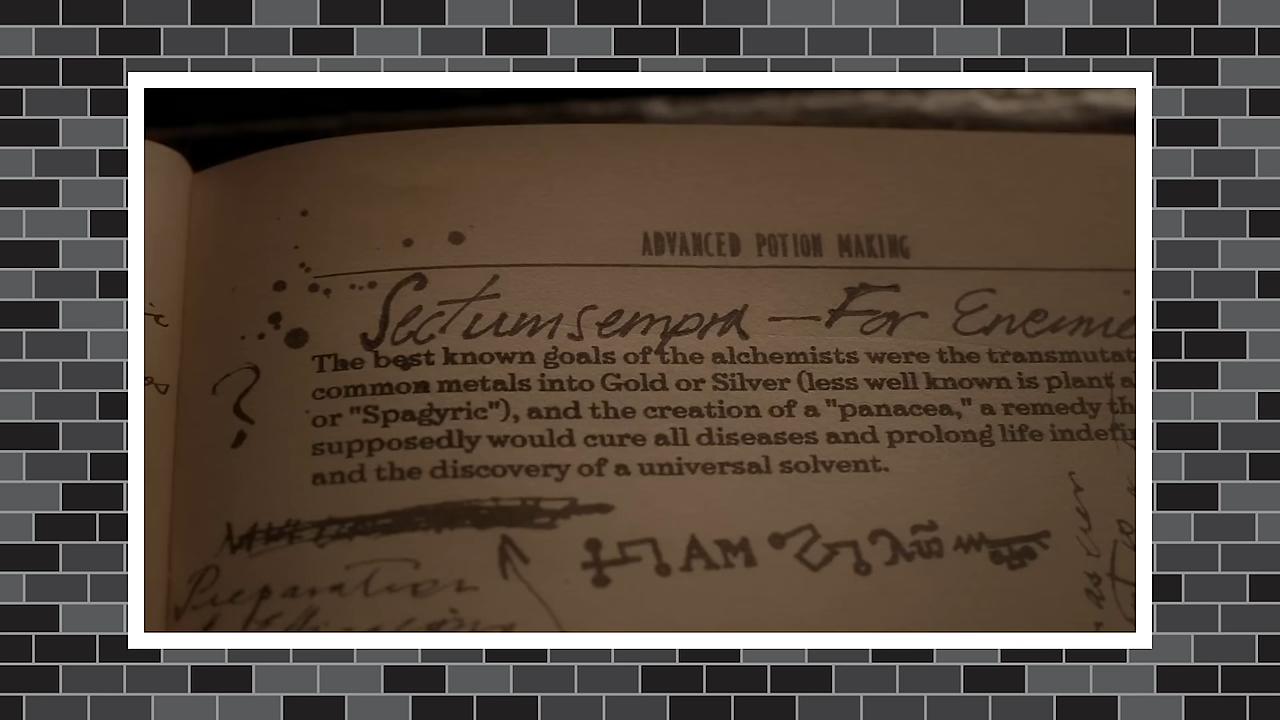 ADVANCED POTION MAKING
Sectumsempra — For Enemie
The best known goals of the alchemists were the transmutat
common metals into Gold or Silver (less well known is plant a
or "Spagyric"), and the creation of a "panacea," a remedy th
supposedly would cure all diseases and prolong life indefin
and the discovery of a universal solvent.
?
AM
Preparation